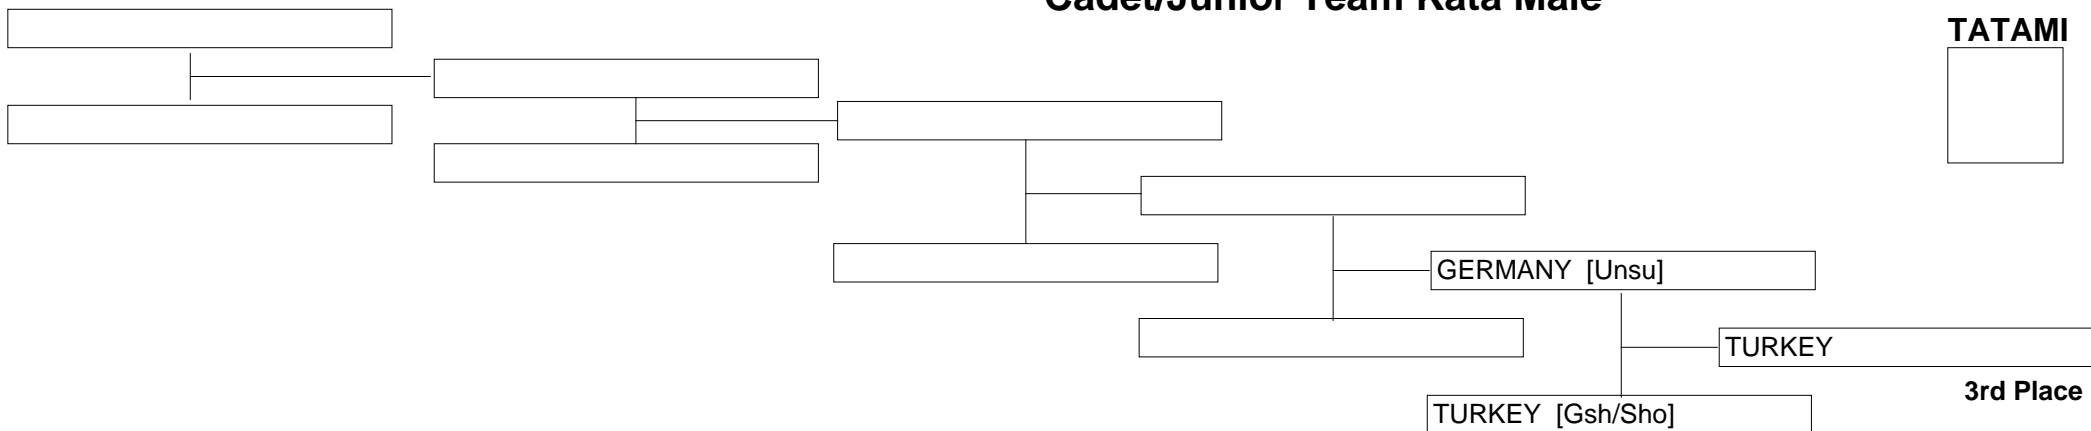 Cadet/Junior Team Kata Male
TATAMI
GERMANY [Unsu]
TURKEY
3rd Place
TURKEY [Gsh/Sho]